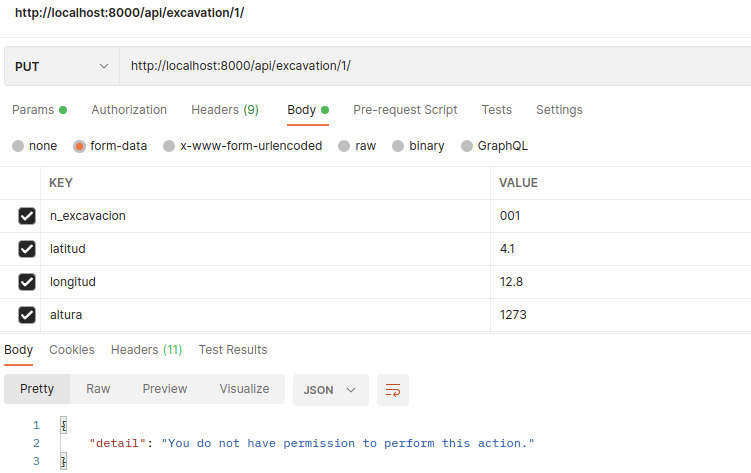 http://localhost:8000/api/excavation/1/
PUT http://localhost:8000/api/excavation/1/
Params Authorization Headers (9) Body Pre-request Script Tests Settings
none form-data x-www-form-urlencoded raw binary GraphQL
KEY VALUE
n_excavacion 001
latitud 4.1
longitud 12.8
altura 1273
Body Cookies Headers (11) Test Results
Pretty Raw Preview Visualize JSON
1 {
2 "detail": "You do not have permission to perform this action."
3 }